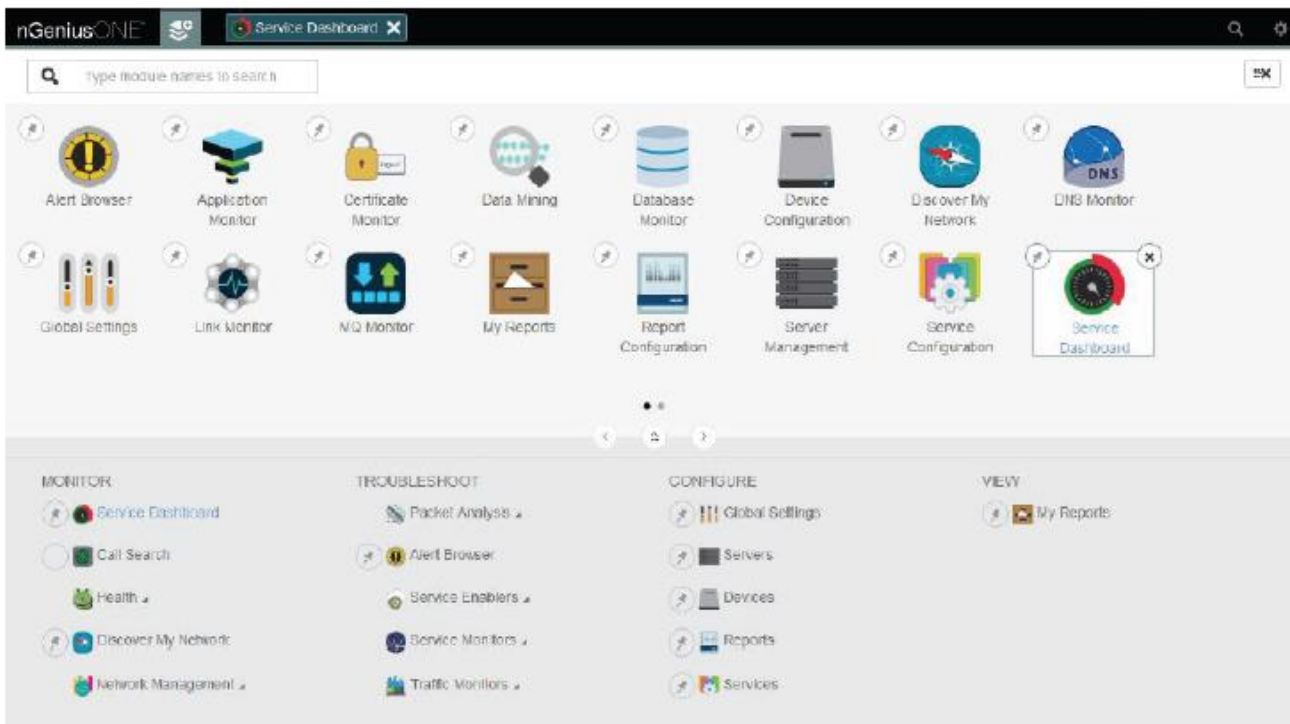 nGeniusONE Service Dashboard
Type module names to search
Alert Browser
Application Monitor
Certificate Monitor
Data Mining
Database Monitor
Device Configuration
Discover My Network
DNS
DNS Monitor
Global Settings
Link Monitor
MQ Monitor
My Reports
Report Configuration
Server Management
Service Configuration
Service Dashboard
MONITOR
Service Dashboard
Call Search
Health
Discover My Network
Network Management
TROUBLESHOOT
Packet Analysis
Alert Browser
Service Enablers
Service Monitors
Traffic Monitors
CONFIGURE
Global Settings
Servers
Devices
Reports
Services
VIEW
My Reports